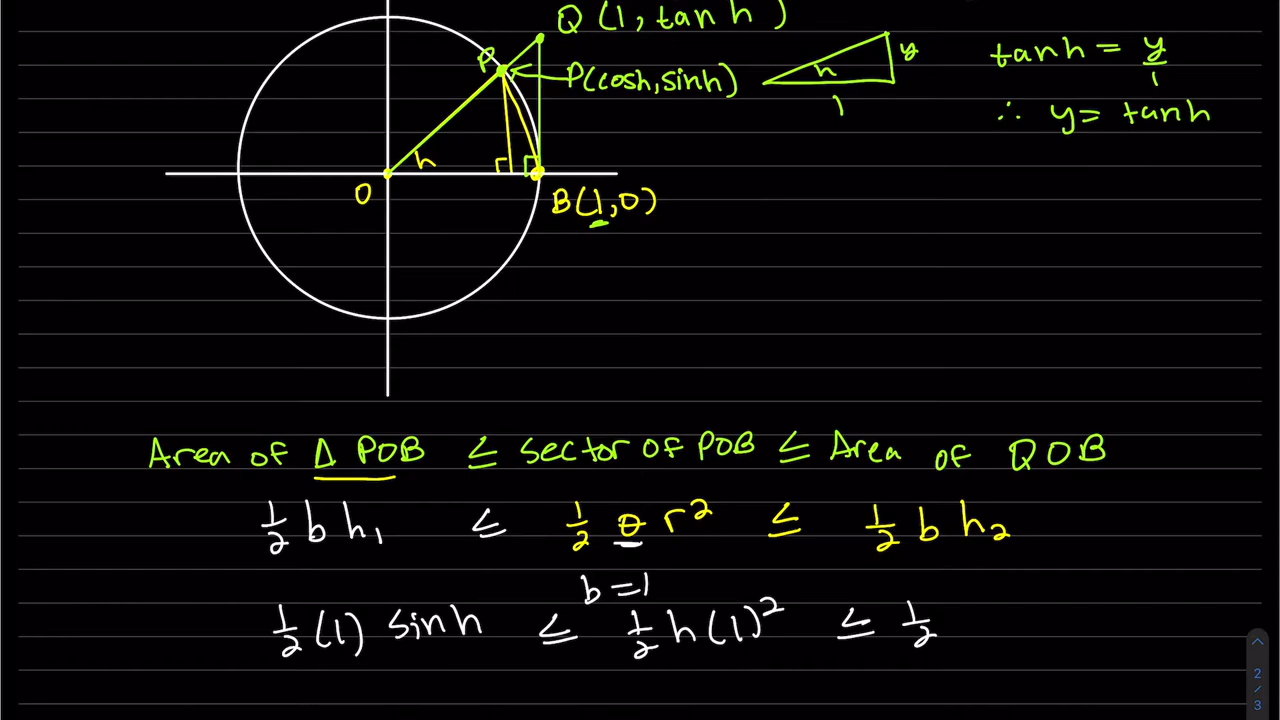 Q (1, tan h)
P
P(cosh, sinh)
h
y
1
tanh = y/1
∴ y = tanh
h
O
B(1,0)
Area of Δ POB ≤ Sector of POB ≤ Area of QOB
1/2 b h₁ ≤ 1/2 θ r² ≤ 1/2 b h₂
b = 1
1/2 (1) sinh ≤ 1/2 h (1)² ≤ 1/2
2
/
3